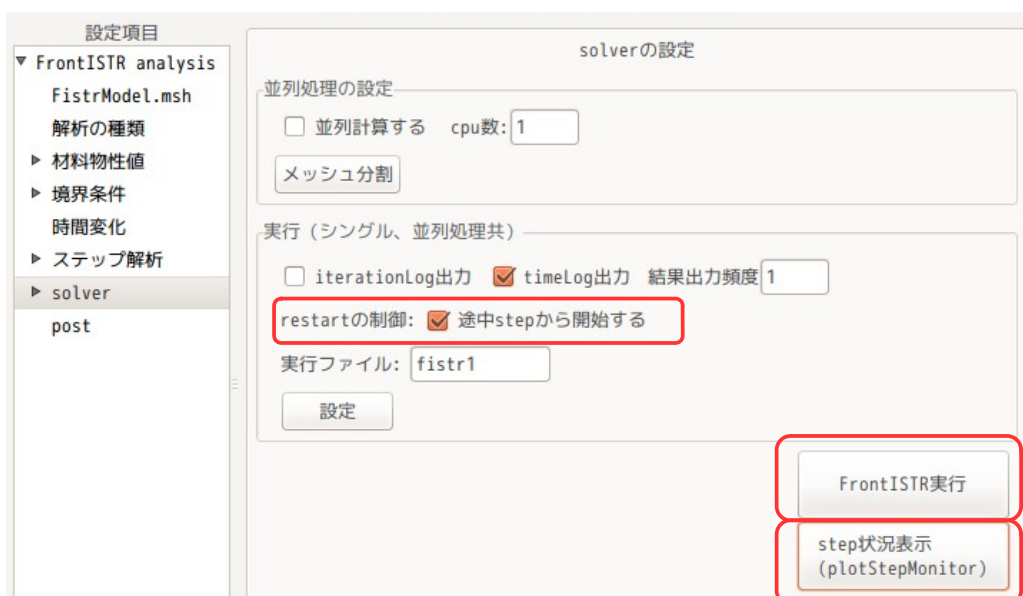 設定項目
FrontISTR analysis
FistrModel.msh
解析の種類
材料物性値
境界条件
時間変化
ステップ解析
solver
post
solverの設定
並列処理の設定
並列計算する cpu数: 1
メッシュ分割
実行（シングル、並列処理共）
iterationLog出力 timeLog出力 結果出力頻度 1
restartの制御: 途中stepから開始する
実行ファイル: fistr1
設定
FrontISTR実行
step状況表示
(plotStepMonitor)